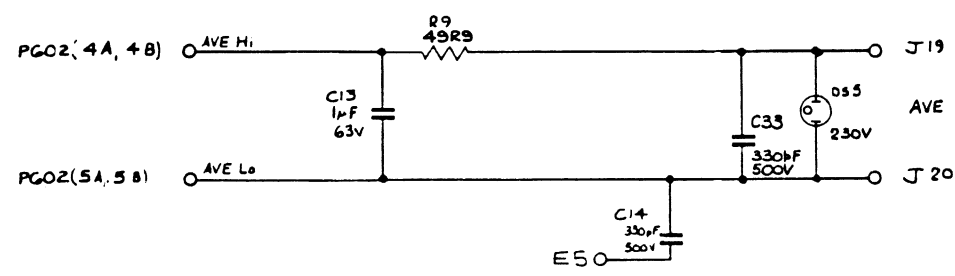 R9
49R9
PG02(4A, 4B)
AVE Hi
J19
C13
1µF
63V
DS5
AVE
C33
230V
330pF
500V
PG02(5A, 5B)
AVE Lo
J20
C14
330pF
500V
E5